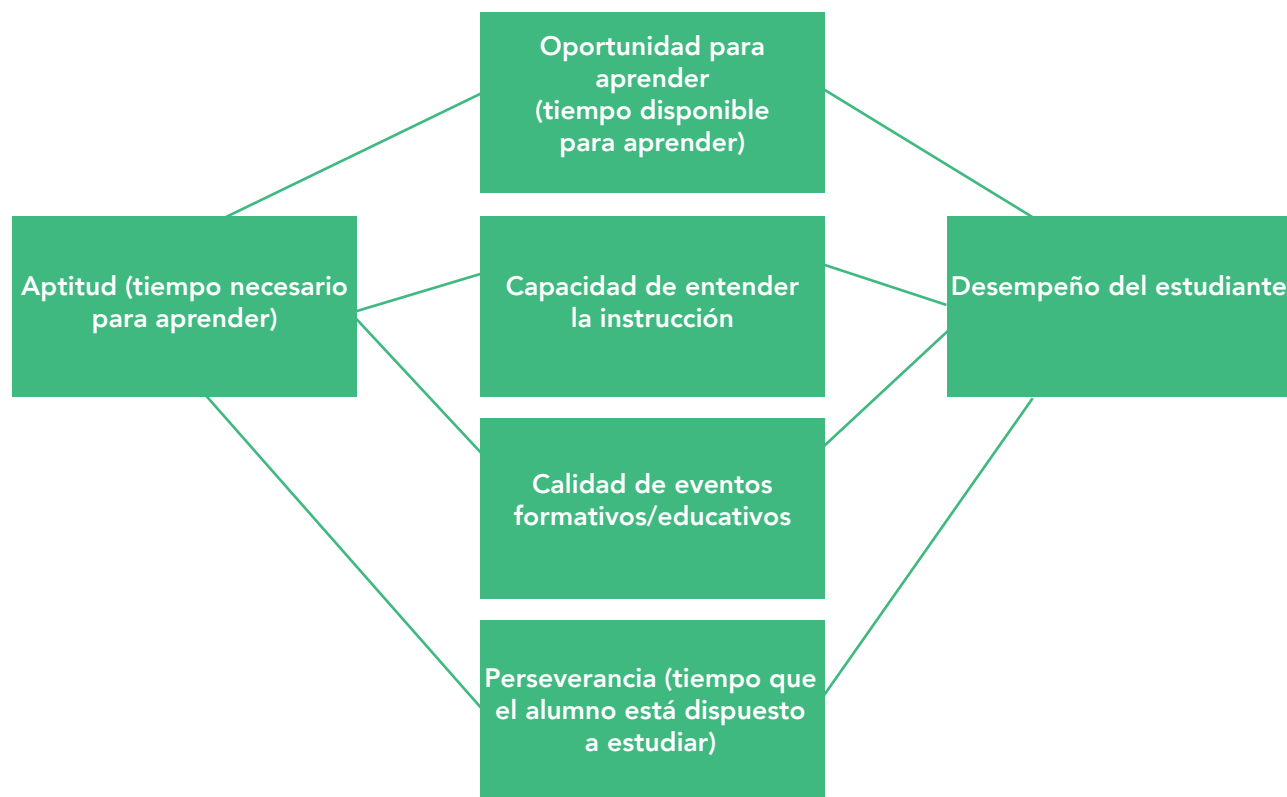 Oportunidad para
aprender
(tiempo disponible
para aprender)
Aptitud (tiempo necesario
para aprender)
Capacidad de entender
la instrucción
Desempeño del estudiante
Calidad de eventos
formativos/educativos
Perseverancia (tiempo que
el alumno está dispuesto
a estudiar)